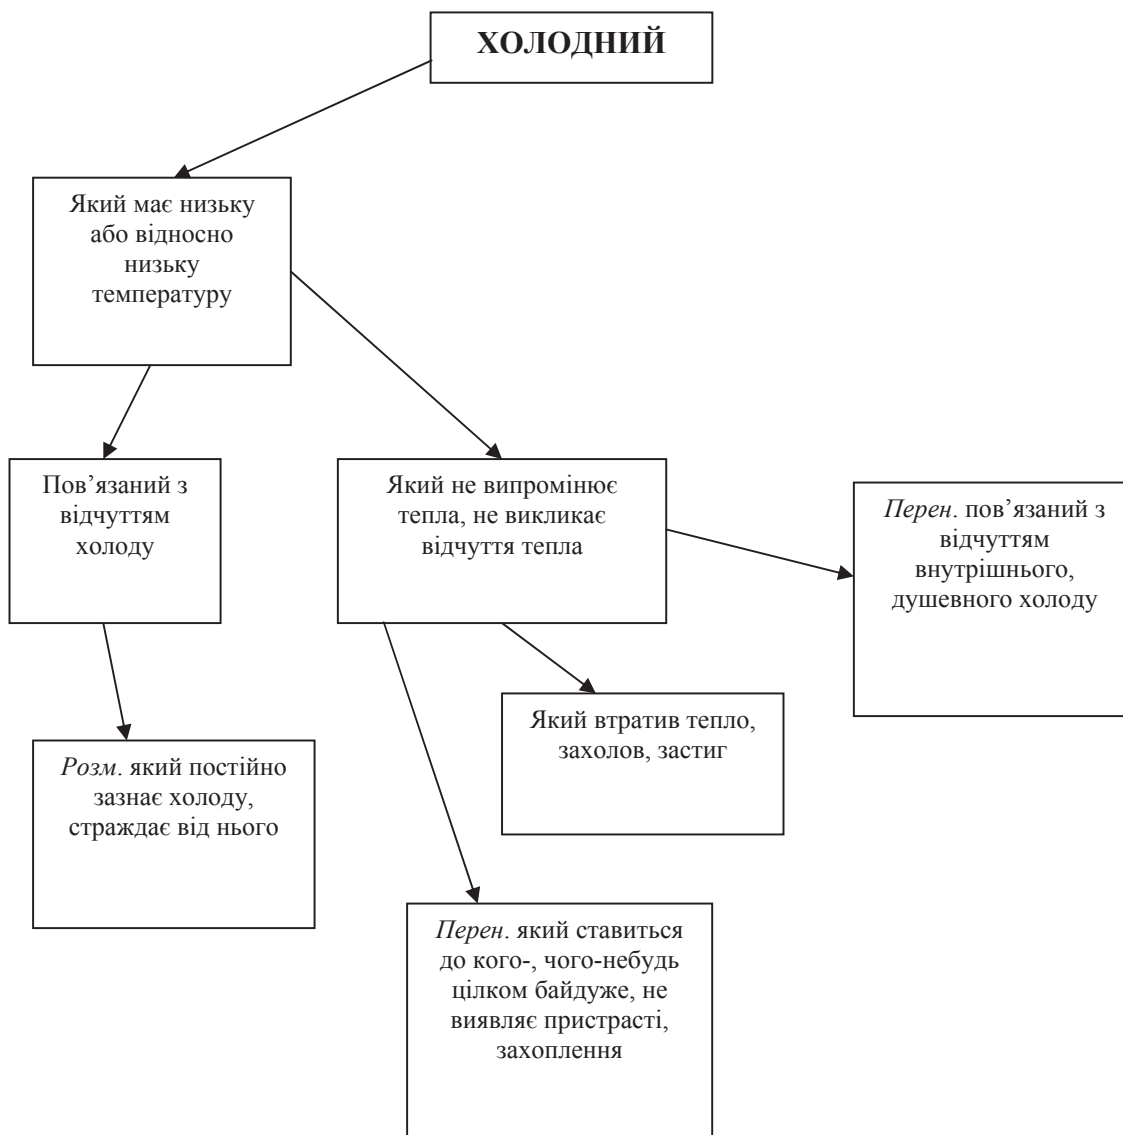 ХОЛОДНИЙ
Який має низьку
або відносно
низьку
температуру
Пов’язаний з
відчуттям
холоду
Який не випромінює
тепла, не викликає
відчуття тепла
Перен. пов’язаний з
відчуттям
внутрішнього,
душевного холоду
Який втратив тепло,
захолов, застиг
Розм. який постійно
зазнає холоду,
страждає від нього
Перен. який ставиться
до кого-, чого-небудь
цілком байдуже, не
виявляє пристрасті,
захоплення